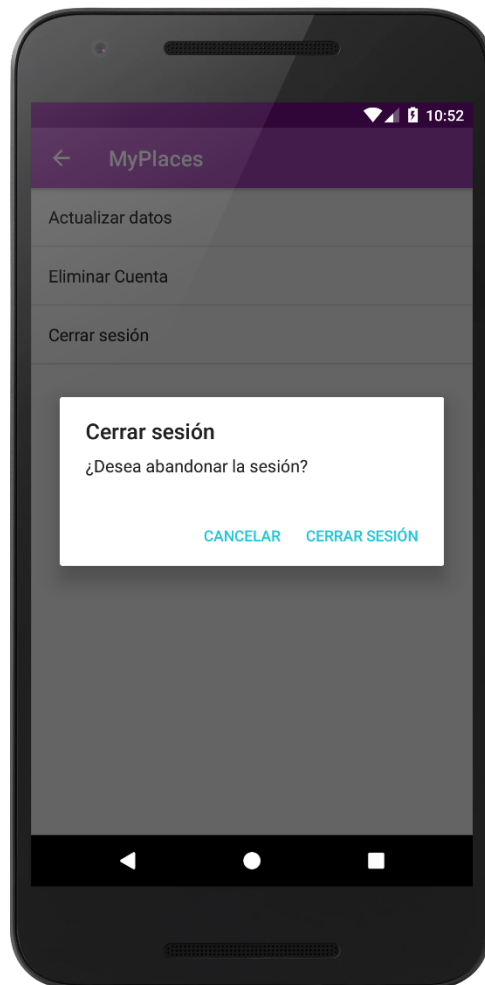 10:52
MyPlaces
Actualizar datos
Eliminar Cuenta
Cerrar sesión
Cerrar sesión
¿Desea abandonar la sesión?
CANCELAR CERRAR SESIÓN